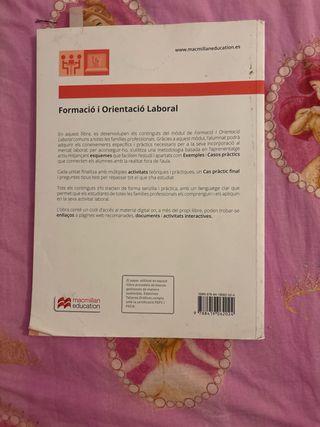 www.macmillaneducation.es
Formació i Orientació Laboral
En aquest llibre, es desenvolupen els continguts del mòdul de Formació i Orientació
Laboral comuns a totes les famílies professionals. Gràcies a aquest mòdul, l'alumnat podrà
adquirir els coneixements específics i pràctics necessaris per a la seva incorporació al
mercat laboral; per aconseguir-ho, s'utilitza una metodologia basada en l'aprenentatge
actiu mitjançant esquemes que faciliten l'estudi i apartats com Exemples i Casos pràctics
que connecten els alumnes amb la realitat fora de l'aula.
Cada unitat finalitza amb múltiples activitats teòriques i pràctiques, un Cas pràctic final
i preguntes tipus test per repassar tot el que s'ha estudiat.
Tots els continguts s'hi tracten de forma senzilla i pràctica, amb un llenguatge clar que
permet que els estudiants de totes les famílies professionals els comprenguin i els apliquin
en la seva activitat laboral.
L'obra conté un codi d'accés al material digital on, a més del propi llibre, poden trobar-se
enllaços a pàgines web recomanades, documents i activitats interactives.
macmillan
education